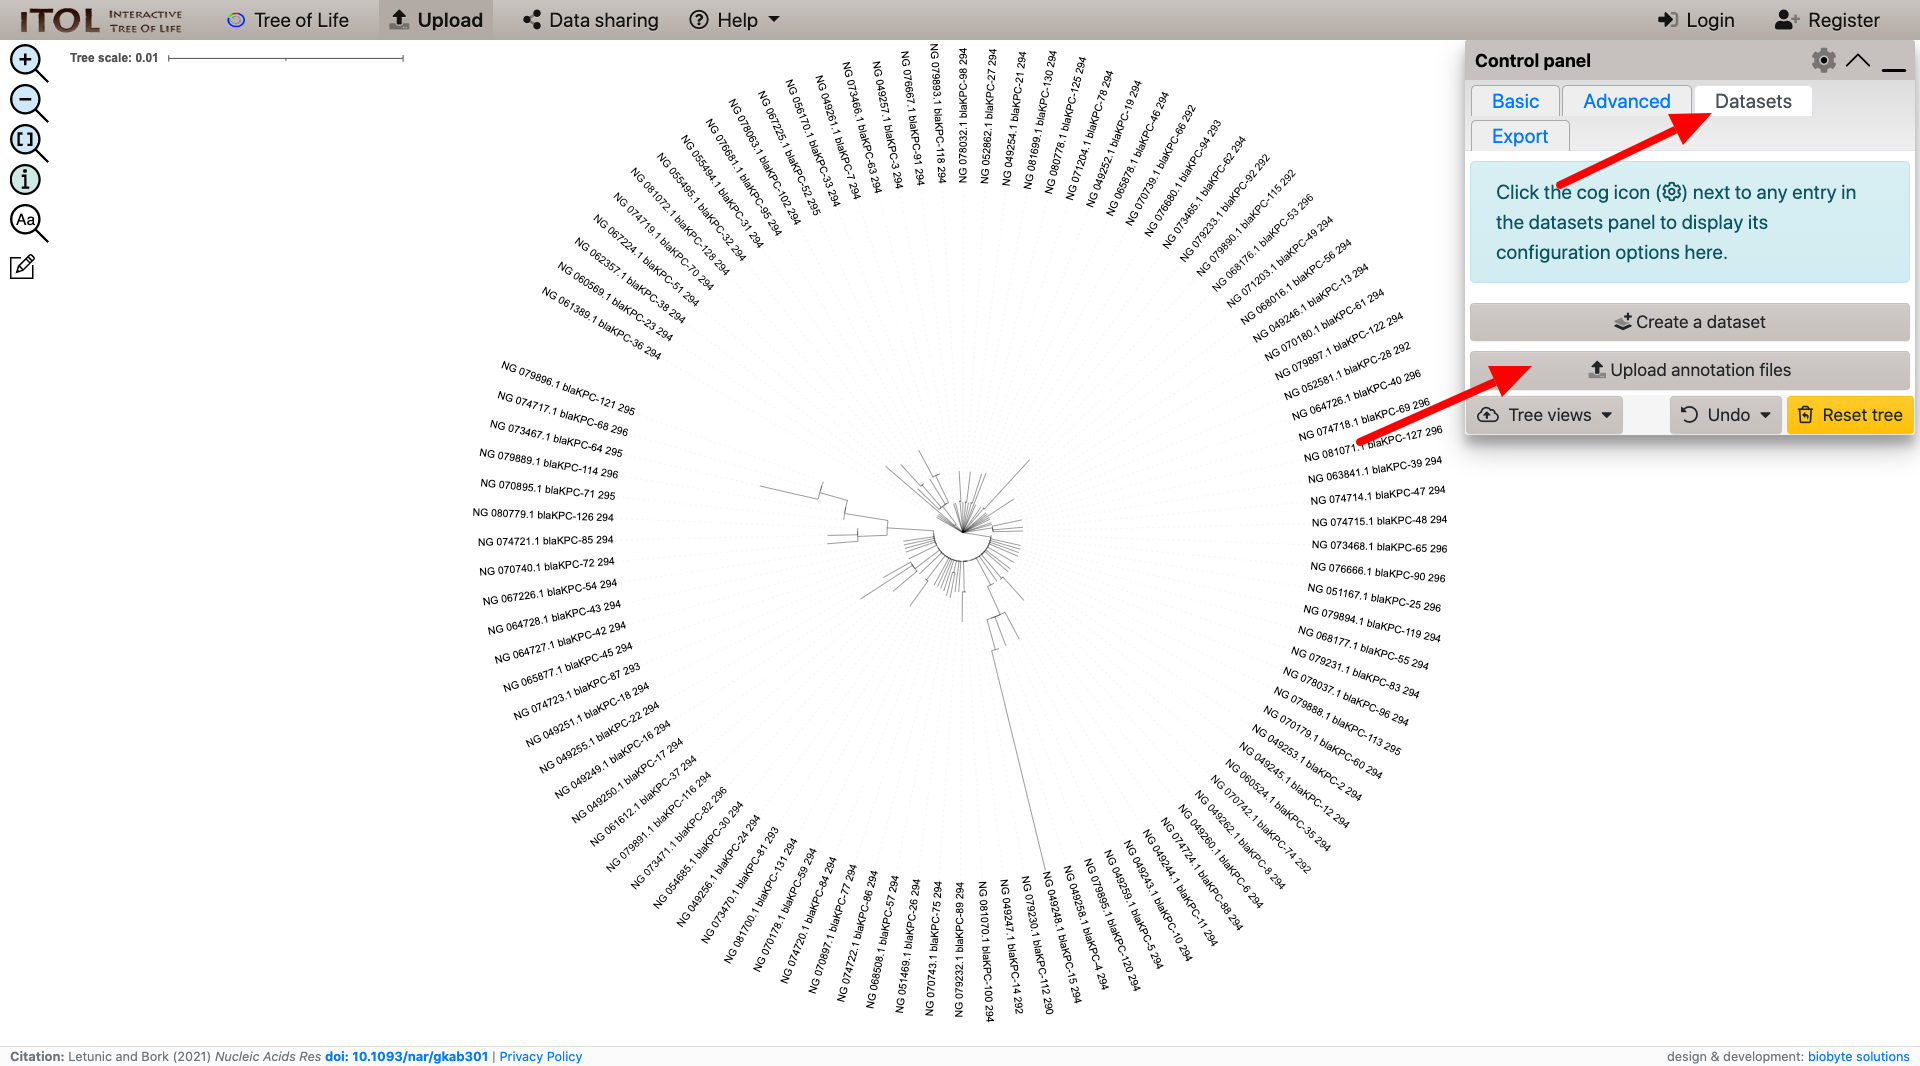 iTOL INTERACTIVE TREE OF LIFE
Tree of Life
Upload
Data sharing
Help
Login
Register
Tree scale: 0.01
Control panel
Basic
Advanced
Datasets
Export
Click the cog icon () next to any entry in
the datasets panel to display its
configuration options here.
Create a dataset
Upload annotation files
Tree views
Undo
Reset tree
Aa
NG 078032.1 blaKPC-98 294
NG 052862.1 blaKPC-27 294
NG 049254.1 blaKPC-21 294
NG 081699.1 blaKPC-130 294
NG 080778.1 blaKPC-125 294
NG 071204.1 blaKPC-78 294
NG 049252.1 blaKPC-19 294
NG 065878.1 blaKPC-46 294
NG 070739.1 blaKPC-66 292
NG 076680.1 blaKPC-94 293
NG 073465.1 blaKPC-62 294
NG 079233.1 blaKPC-92 292
NG 079890.1 blaKPC-115 292
NG 068176.1 blaKPC-53 296
NG 071203.1 blaKPC-49 294
NG 068016.1 blaKPC-56 294
NG 049246.1 blaKPC-13 294
NG 070180.1 blaKPC-61 294
NG 079897.1 blaKPC-122 294
NG 052581.1 blaKPC-28 292
NG 064726.1 blaKPC-40 296
NG 074718.1 blaKPC-69 296
NG 081071.1 blaKPC-127 296
NG 063841.1 blaKPC-39 294
NG 074714.1 blaKPC-47 294
NG 074715.1 blaKPC-48 294
NG 073468.1 blaKPC-65 296
NG 076666.1 blaKPC-90 296
NG 051167.1 blaKPC-25 296
NG 079894.1 blaKPC-119 294
NG 068177.1 blaKPC-55 294
NG 079231.1 blaKPC-83 294
NG 078037.1 blaKPC-96 294
NG 079888.1 blaKPC-113 295
NG 070179.1 blaKPC-60 294
NG 049253.1 blaKPC-2 294
NG 049245.1 blaKPC-12 294
NG 060524.1 blaKPC-35 294
NG 070742.1 blaKPC-74 292
NG 049262.1 blaKPC-8 294
NG 049260.1 blaKPC-6 294
NG 074724.1 blaKPC-88 294
NG 049244.1 blaKPC-11 294
NG 049243.1 blaKPC-10 294
NG 049259.1 blaKPC-5 294
NG 079895.1 blaKPC-120 294
NG 049258.1 blaKPC-4 294
NG 049248.1 blaKPC-15 294
NG 079230.1 blaKPC-112 290
NG 049247.1 blaKPC-14 292
NG 081070.1 blaKPC-100 294
NG 079232.1 blaKPC-89 294
NG 070743.1 blaKPC-75 294
NG 051469.1 blaKPC-26 294
NG 068508.1 blaKPC-57 294
NG 074722.1 blaKPC-86 294
NG 070897.1 blaKPC-77 294
NG 074720.1 blaKPC-84 294
NG 070178.1 blaKPC-59 294
NG 081700.1 blaKPC-131 294
NG 073470.1 blaKPC-81 293
NG 049256.1 blaKPC-24 294
NG 054685.1 blaKPC-30 294
NG 073471.1 blaKPC-82 296
NG 079891.1 blaKPC-116 294
NG 061612.1 blaKPC-37 294
NG 049250.1 blaKPC-17 294
NG 049249.1 blaKPC-16 294
NG 049255.1 blaKPC-22 294
NG 049251.1 blaKPC-18 294
NG 074723.1 blaKPC-87 293
NG 065877.1 blaKPC-45 294
NG 064727.1 blaKPC-42 294
NG 064728.1 blaKPC-43 294
NG 067226.1 blaKPC-54 294
NG 070740.1 blaKPC-72 294
NG 074721.1 blaKPC-85 294
NG 080779.1 blaKPC-126 294
NG 070895.1 blaKPC-71 295
NG 079889.1 blaKPC-114 296
NG 073467.1 blaKPC-64 295
NG 074717.1 blaKPC-68 296
NG 079896.1 blaKPC-121 295
NG 061389.1 blaKPC-36 294
NG 060569.1 blaKPC-23 294
NG 062357.1 blaKPC-38 294
NG 067224.1 blaKPC-51 294
NG 074719.1 blaKPC-70 294
NG 081072.1 blaKPC-128 294
NG 055495.1 blaKPC-32 294
NG 055494.1 blaKPC-31 294
NG 076681.1 blaKPC-95 294
NG 078063.1 blaKPC-102 294
NG 067225.1 blaKPC-52 295
NG 056170.1 blaKPC-33 294
NG 049261.1 blaKPC-7 294
NG 073466.1 blaKPC-63 294
NG 049257.1 blaKPC-3 294
NG 076667.1 blaKPC-91 294
NG 079893.1 blaKPC-118 294
Citation: Letunic and Bork (2021) Nucleic Acids Res doi: 10.1093/nar/gkab301 | Privacy Policy
design & development: biobyte solutions